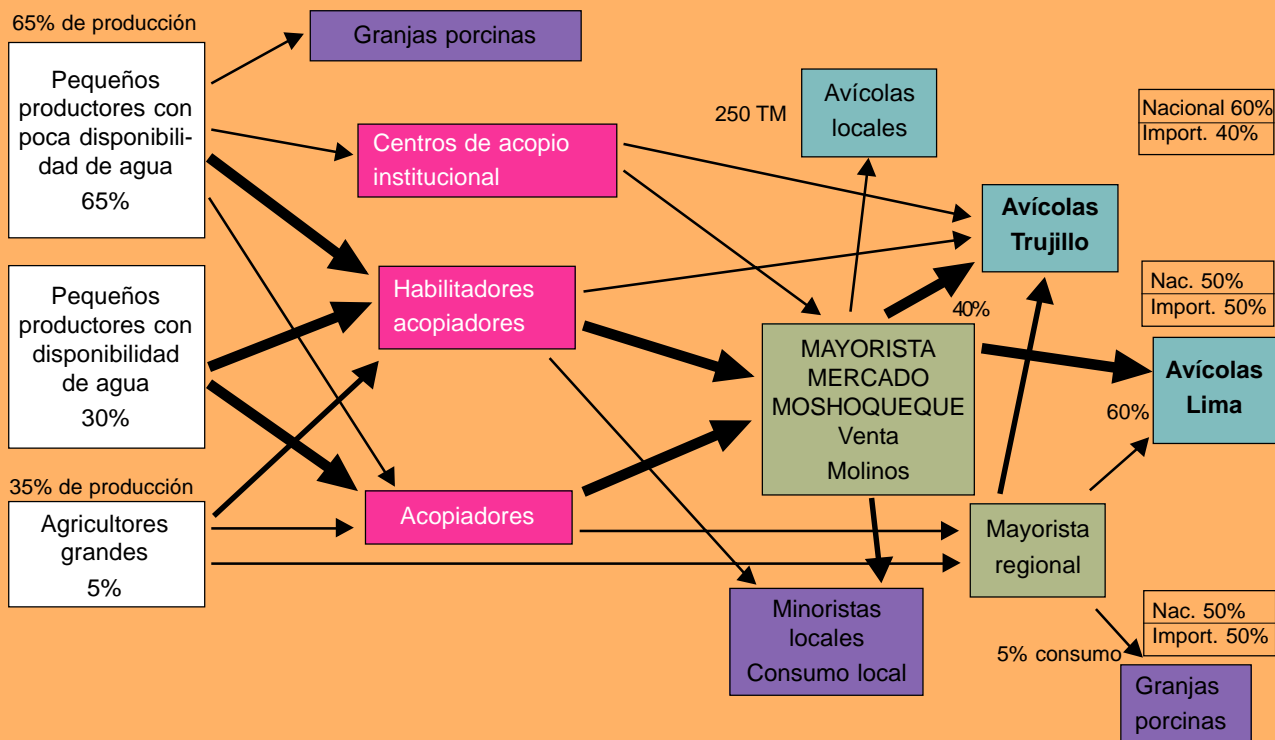 65% de producción
Pequeños
productores con
poca disponibili-
dad de agua
65%
Pequeños
productores con
disponibilidad
de agua
30%
35% de producción
Agricultores
grandes
5%
Granjas porcinas
Centros de acopio
institucional
Habilitadores
acopiadores
Acopiadores
250 TM
Avícolas
locales
MAYORISTA
MERCADO
MOSHOQUEQUE
Venta
Molinos
Minoristas
locales
Consumo local
Nacional 60%
Import. 40%
Avícolas
Trujillo
40%
Nac. 50%
Import. 50%
Avícolas
Lima
60%
Mayorista
regional
Nac. 50%
Import. 50%
5% consumo
Granjas
porcinas